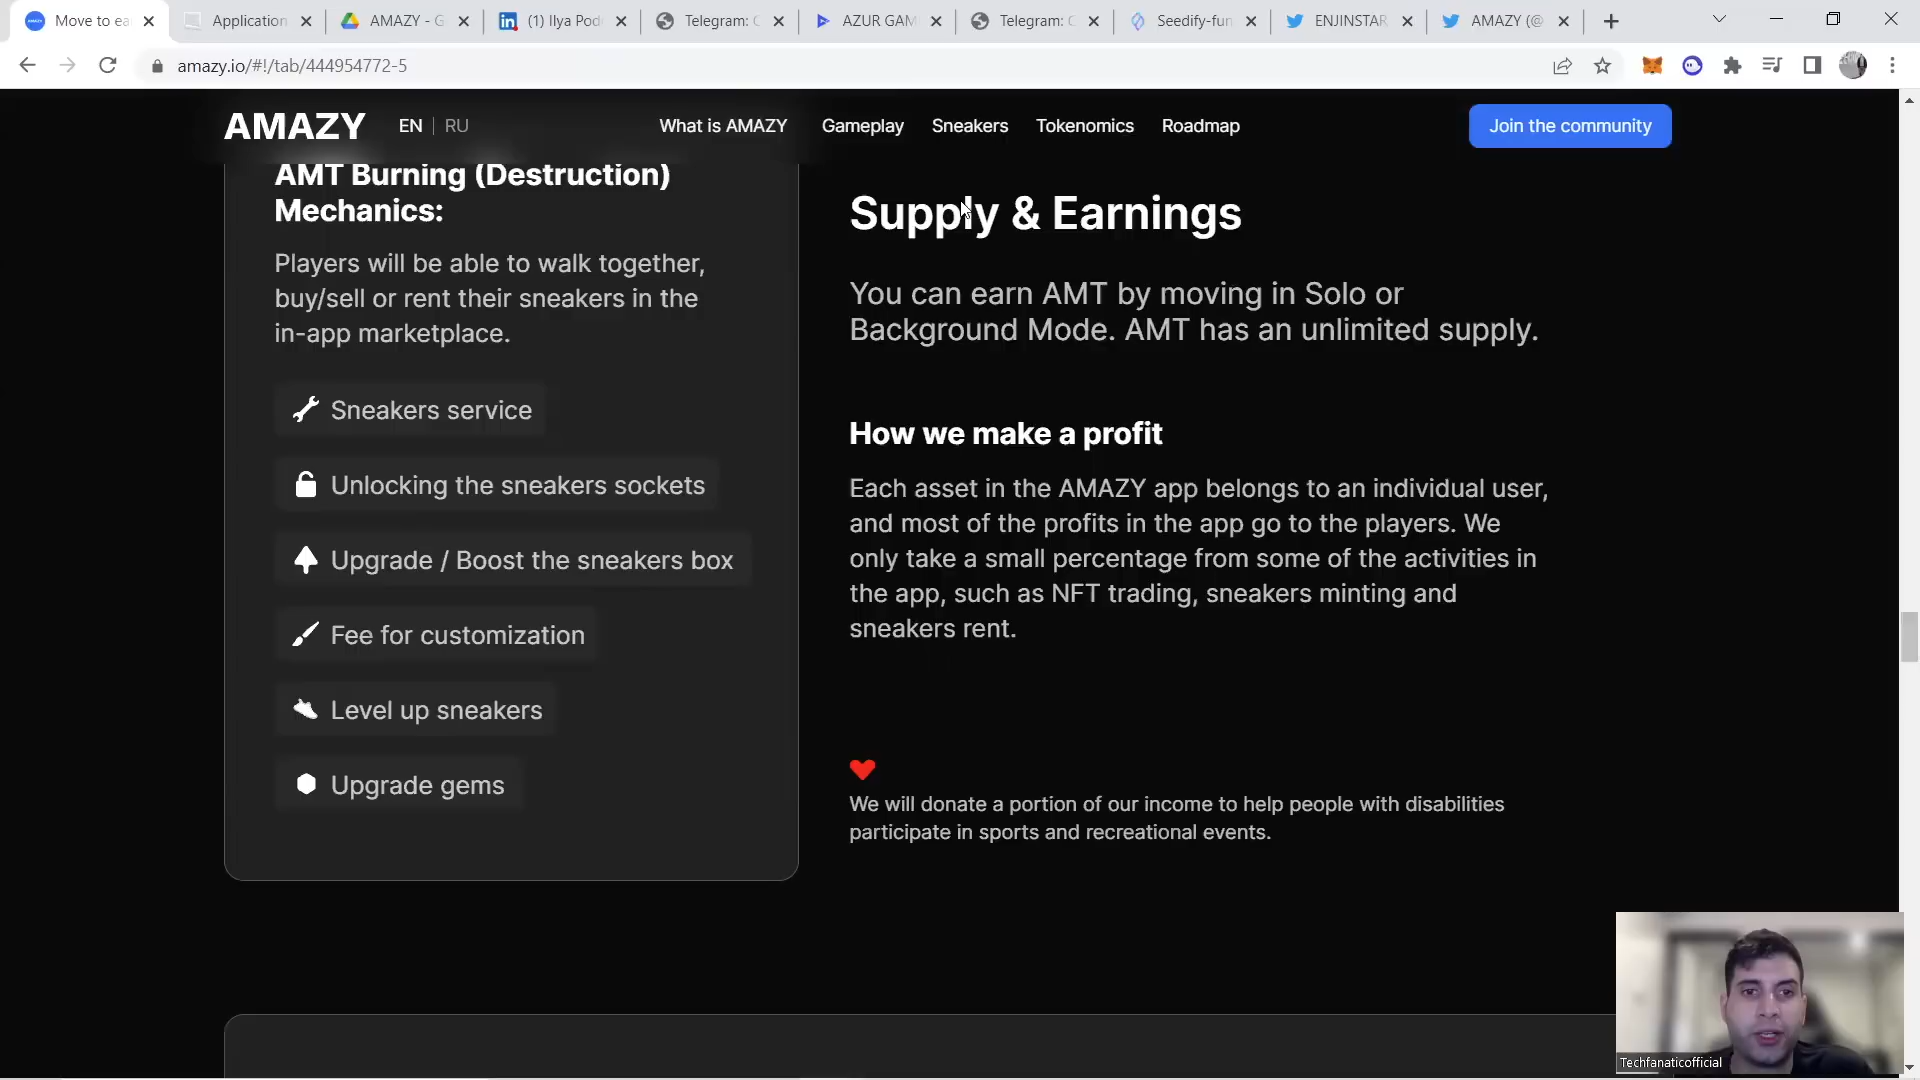 Move to ea
Application
AMAZY - G
(1) Ilya Pod
Telegram: C
AZUR GAM
Telegram: C
Seedify-fun
ENJINSTAR
AMAZY (@
amazy.io/#!/tab/444954772-5
AMAZY
EN | RU
What is AMAZY
Gameplay
Sneakers
Tokenomics
Roadmap
Join the community
AMT Burning (Destruction)
Mechanics:
Players will be able to walk together,
buy/sell or rent their sneakers in the
in-app marketplace.
Sneakers service
Unlocking the sneakers sockets
Upgrade / Boost the sneakers box
Fee for customization
Level up sneakers
Upgrade gems
Supply & Earnings
You can earn AMT by moving in Solo or
Background Mode. AMT has an unlimited supply.
How we make a profit
Each asset in the AMAZY app belongs to an individual user,
and most of the profits in the app go to the players. We
only take a small percentage from some of the activities in
the app, such as NFT trading, sneakers minting and
sneakers rent.
We will donate a portion of our income to help people with disabilities
participate in sports and recreational events.
Techfanaticofficial